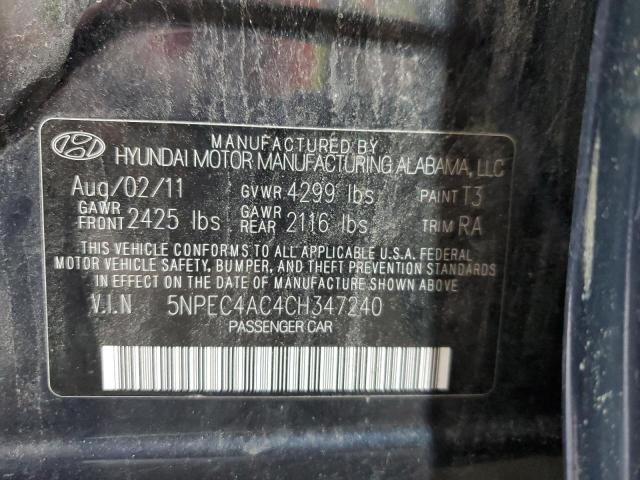 MANUFACTURED BY
HYUNDAI MOTOR MANUFACTURING ALABAMA, LLC
Aug/02/11 GVWR 4299 lbs. PAINT T3
GAWR FRONT 2425 lbs GAWR REAR 2116 lbs. TRIM RA
THIS VEHICLE CONFORMS TO ALL APPLICABLE U.S.A. FEDERAL
MOTOR VEHICLE SAFETY, BUMPER, AND THEFT PREVENTION STANDARDS
IN EFFECT ON THE DATE OF MANUFACTURE SHOWN ABOVE
V.I.N 5NPEC4AC4CH347240
PASSENGER CAR